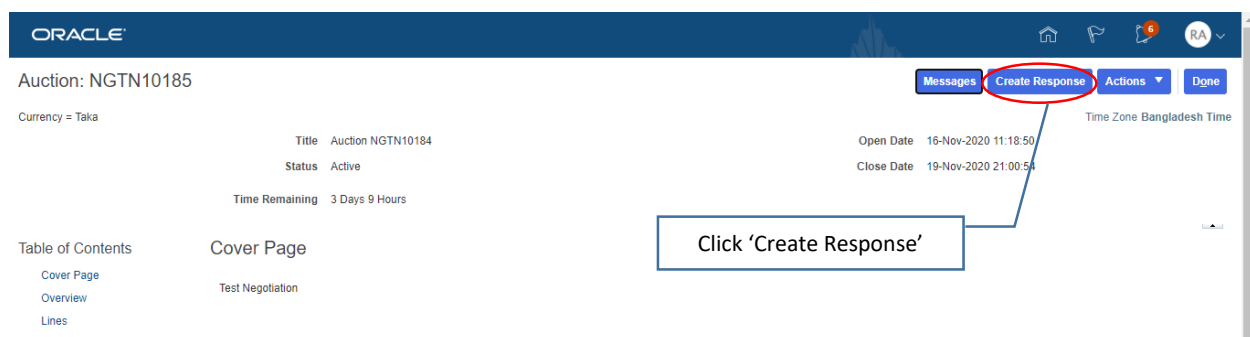 ORACLE
6
RA
Auction: NGTN10185
Messages Create Response Actions Done
Currency = Taka
Time Zone Bangladesh Time
Title Auction NGTN10184
Open Date 16-Nov-2020 11:18:50
Status Active
Close Date 19-Nov-2020 21:00:54
Time Remaining 3 Days 9 Hours
Click ‘Create Response’
Table of Contents
Cover Page
Overview
Lines
Cover Page
Test Negotiation